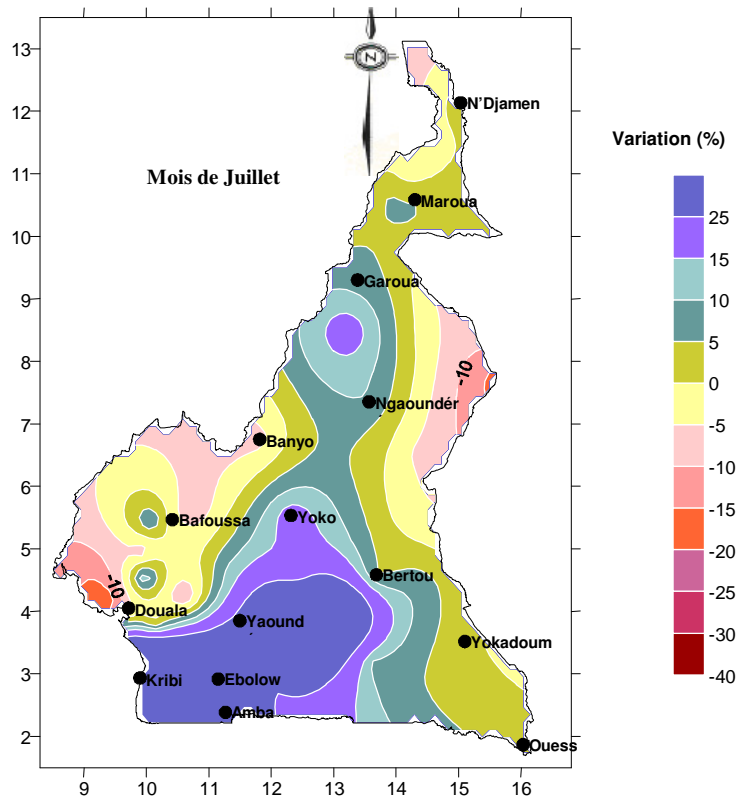 Mois de Juillet
N
13
12
11
10
9
8
7
6
5
4
3
2
9
10
11
12
13
14
15
16
N'Djamen
Maroua
Garoua
-10
Ngaoundér
Banyo
Bafoussa
Yoko
-10
Bertou
Douala
Yaound
Yokadoum
Kribi
Ebolow
Amba
Ouess
Variation (%)
25
15
10
5
0
-5
-10
-15
-20
-25
-30
-40